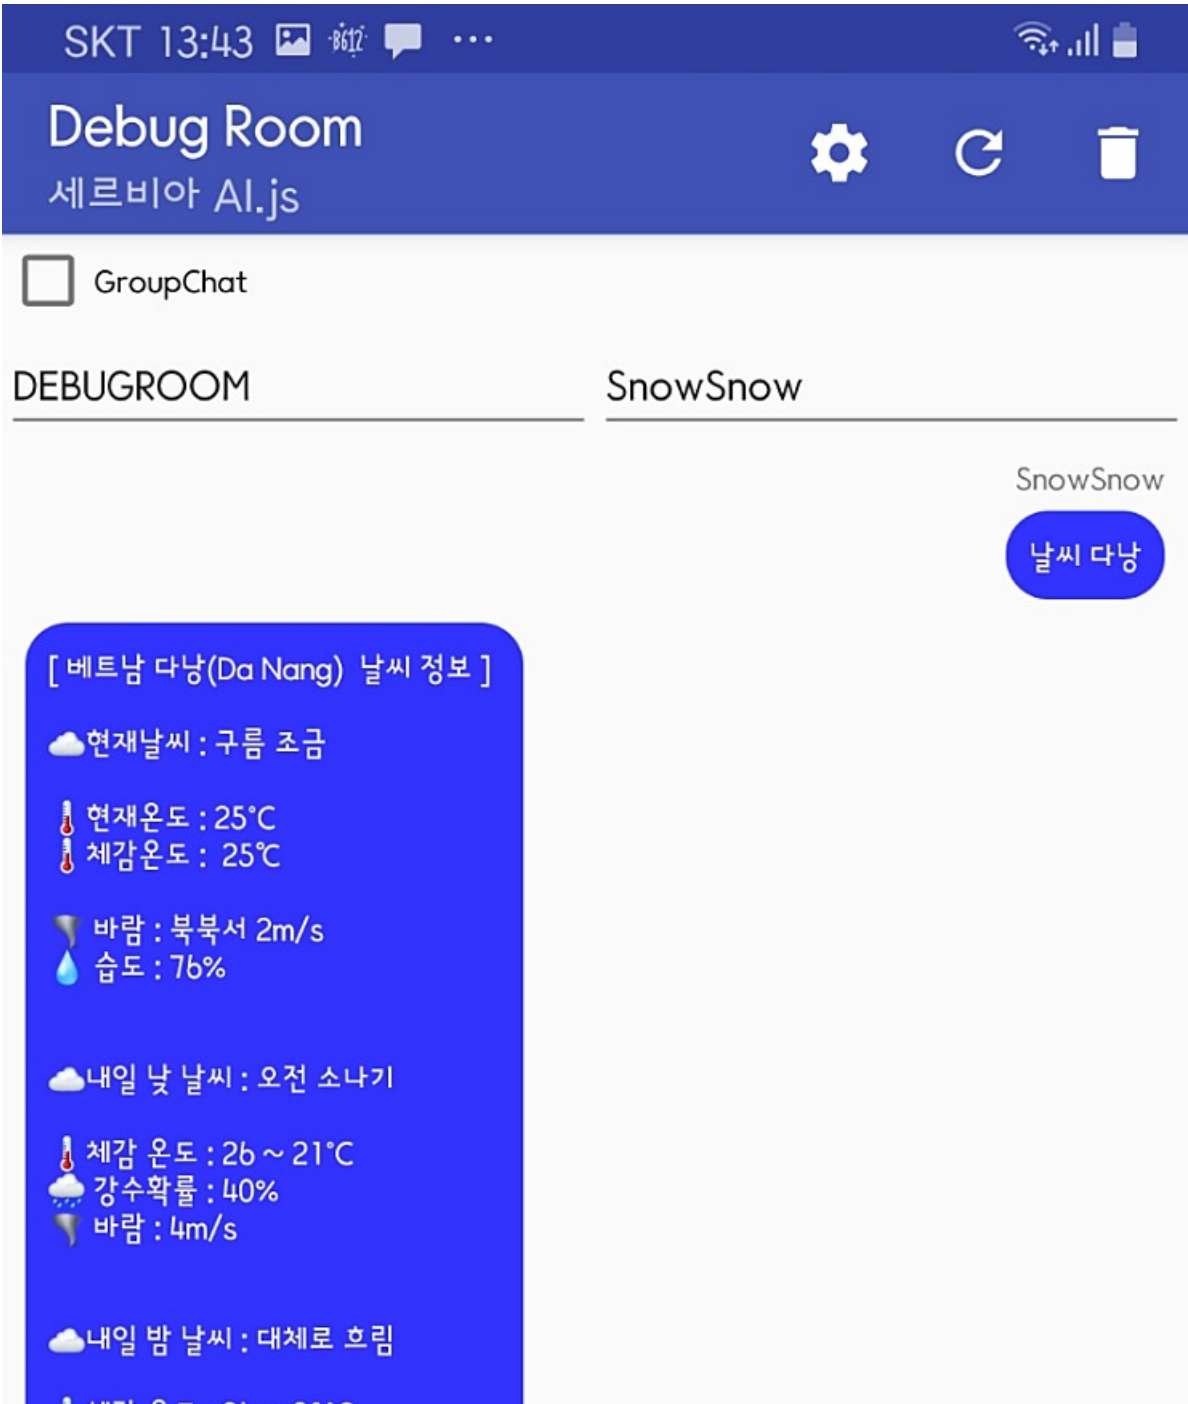 SKT 13:43 B612 ...
Debug Room
세르비아 AI.js
GroupChat
DEBUGROOM
SnowSnow
SnowSnow
날씨 다낭
[ 베트남 다낭(Da Nang) 날씨 정보 ]
현재날씨 : 구름 조금
현재온도 : 25°C
체감온도 : 25℃
바람 : 북북서 2m/s
습도 : 76%
내일 낮 날씨 : 오전 소나기
체감 온도 : 26 ~ 21°C
강수확률 : 40%
바람 : 4m/s
내일 밤 날씨 : 대체로 흐림